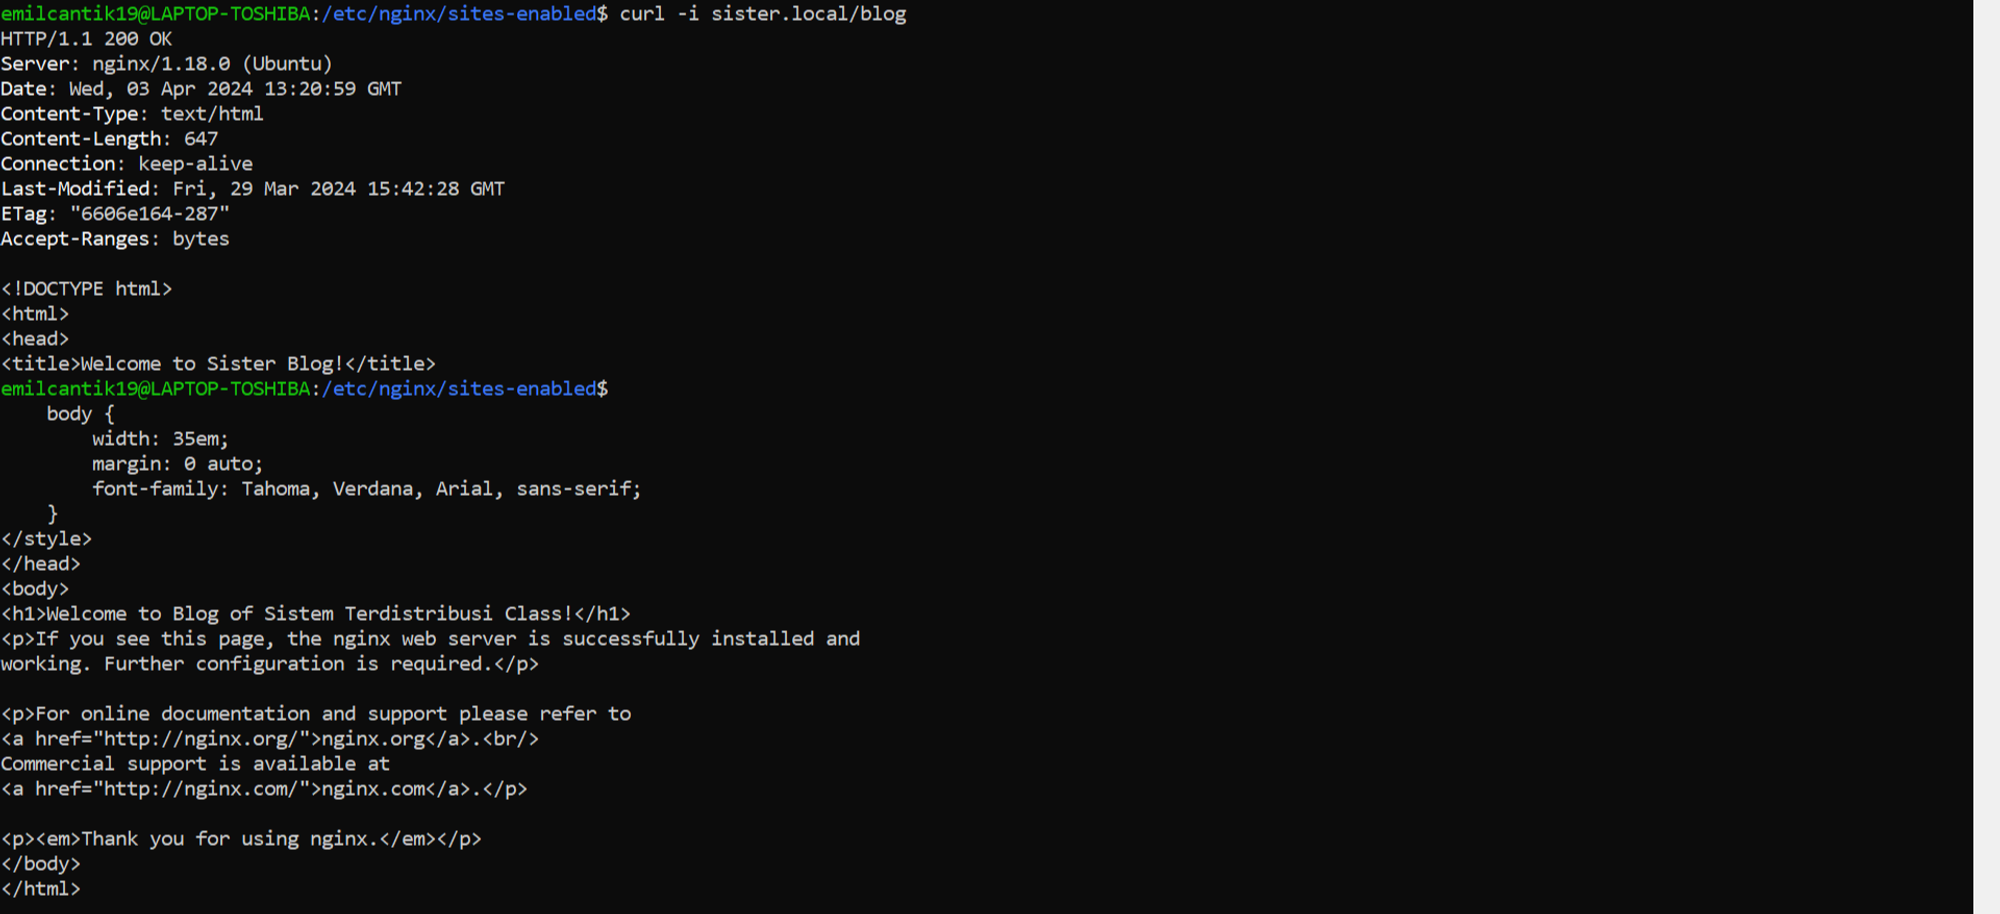 emilcantik19@LAPTOP-TOSHIBA:/etc/nginx/sites-enabled$ curl -i sister.local/blog
HTTP/1.1 200 OK
Server: nginx/1.18.0 (Ubuntu)
Date: Wed, 03 Apr 2024 13:20:59 GMT
Content-Type: text/html
Content-Length: 647
Connection: keep-alive
Last-Modified: Fri, 29 Mar 2024 15:42:28 GMT
ETag: "6606e164-287"
Accept-Ranges: bytes

<!DOCTYPE html>
<html>
<head>
<title>Welcome to Sister Blog!</title>
emilcantik19@LAPTOP-TOSHIBA:/etc/nginx/sites-enabled$
    body {
        width: 35em;
        margin: 0 auto;
        font-family: Tahoma, Verdana, Arial, sans-serif;
    }
</style>
</head>
<body>
<h1>Welcome to Blog of Sistem Terdistribusi Class!</h1>
<p>If you see this page, the nginx web server is successfully installed and
working. Further configuration is required.</p>

<p>For online documentation and support please refer to
<a href="http://nginx.org/">nginx.org</a>.<br/>
Commercial support is available at
<a href="http://nginx.com/">nginx.com</a>.</p>

<p><em>Thank you for using nginx.</em></p>
</body>
</html>